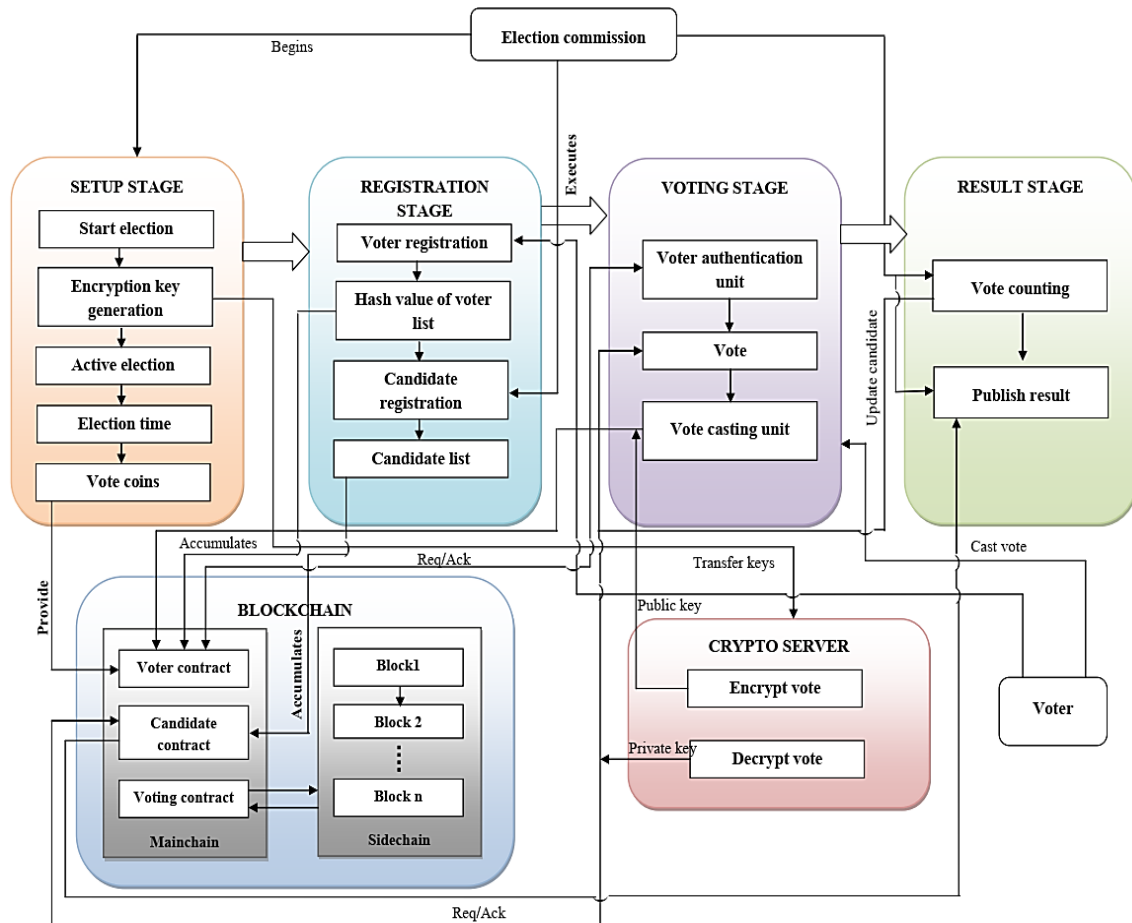 Election commission
Begins
Executes
SETUP STAGE
Start election
Encryption key
generation
Active election
Election time
Vote coins
REGISTRATION
STAGE
Voter registration
Hash value of voter
list
Candidate
registration
Candidate list
VOTING STAGE
Voter authentication
unit
Vote
Vote casting unit
RESULT STAGE
Vote counting
Publish result
Update candidate
Accumulates
Req/Ack
Transfer keys
Cast vote
Provide
Public key
BLOCKCHAIN
Accumulates
Voter contract
Candidate
contract
Voting contract
Mainchain
Block1
Block 2
Block n
Sidechain
CRYPTO SERVER
Encrypt vote
Private key
Decrypt vote
Voter
Req/Ack